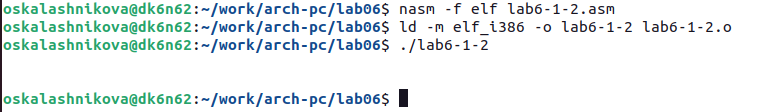 oskalashnikova@dk6n62:~/work/arch-pc/lab06$ nasm -f elf lab6-1-2.asm
oskalashnikova@dk6n62:~/work/arch-pc/lab06$ ld -m elf_i386 -o lab6-1-2 lab6-1-2.o
oskalashnikova@dk6n62:~/work/arch-pc/lab06$ ./lab6-1-2
oskalashnikova@dk6n62:~/work/arch-pc/lab06$